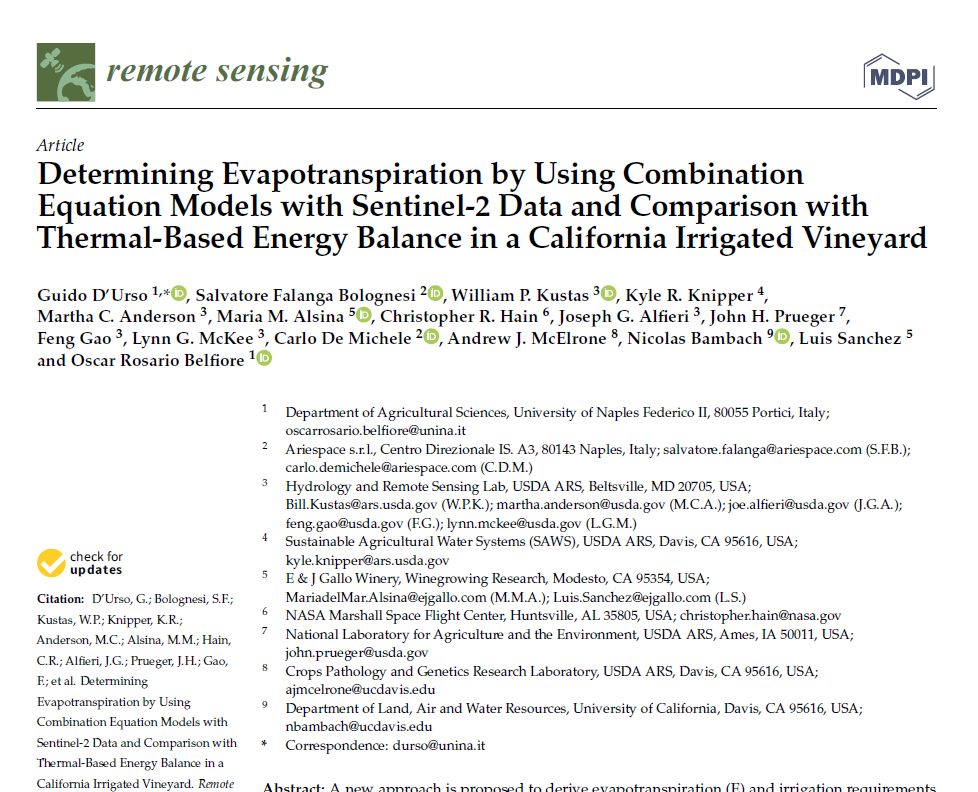 remote sensing
MDPI
Article
Determining Evapotranspiration by Using Combination
Equation Models with Sentinel-2 Data and Comparison with
Thermal-Based Energy Balance in a California Irrigated Vineyard
Guido D’Urso 1,* iD, Salvatore Falanga Bolognesi 2 iD, William P. Kustas 3 iD, Kyle R. Knipper 4,
Martha C. Anderson 3, Maria M. Alsina 5 iD, Christopher R. Hain 6, Joseph G. Alfieri 3, John H. Prueger 7,
Feng Gao 3, Lynn G. McKee 3, Carlo De Michele 2 iD, Andrew J. McElrone 8, Nicolas Bambach 9 iD, Luis Sanchez 5
and Oscar Rosario Belfiore 1 iD
1 Department of Agricultural Sciences, University of Naples Federico II, 80055 Portici, Italy;
oscarrosario.belfiore@unina.it
2 Ariespace s.r.l., Centro Direzionale IS. A3, 80143 Naples, Italy; salvatore.falanga@ariespace.com (S.F.B.);
carlo.demichele@ariespace.com (C.D.M.)
3 Hydrology and Remote Sensing Lab, USDA ARS, Beltsville, MD 20705, USA;
Bill.Kustas@ars.usda.gov (W.P.K.); martha.anderson@usda.gov (M.C.A.); joe.alfieri@usda.gov (J.G.A.);
feng.gao@usda.gov (F.G.); lynn.mckee@usda.gov (L.G.M.)
4 Sustainable Agricultural Water Systems (SAWS), USDA ARS, Davis, CA 95616, USA;
kyle.knipper@ars.usda.gov
5 E & J Gallo Winery, Winegrowing Research, Modesto, CA 95354, USA;
MariadelMar.Alsina@ejgallo.com (M.M.A.); Luis.Sanchez@ejgallo.com (L.S.)
6 NASA Marshall Space Flight Center, Huntsville, AL 35805, USA; christopher.hain@nasa.gov
7 National Laboratory for Agriculture and the Environment, USDA ARS, Ames, IA 50011, USA;
john.prueger@usda.gov
8 Crops Pathology and Genetics Research Laboratory, USDA ARS, Davis, CA 95616, USA;
ajmcelrone@ucdavis.edu
9 Department of Land, Air and Water Resources, University of California, Davis, CA 95616, USA;
nbambach@ucdavis.edu
* Correspondence: durso@unina.it
check for
updates
Citation: D’Urso, G.; Bolognesi, S.F.;
Kustas, W.P.; Knipper, K.R.;
Anderson, M.C.; Alsina, M.M.; Hain,
C.R.; Alfieri, J.G.; Prueger, J.H.; Gao,
F.; et al. Determining
Evapotranspiration by Using
Combination Equation Models with
Sentinel-2 Data and Comparison with
Thermal-Based Energy Balance in a
California Irrigated Vineyard. Remote
Abstract: A new approach is proposed to derive evapotranspiration (E) and irrigation requirements